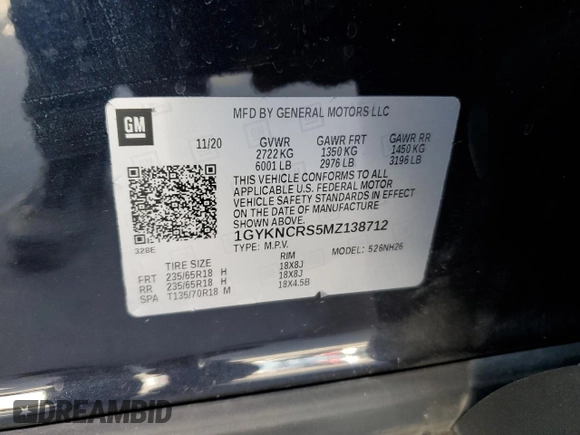 GM
MFD BY GENERAL MOTORS LLC
11/20 GVWR GAWR FRT GAWR RR
2722 KG 1350 KG 1450 KG
6001 LB 2976 LB 3196 LB
THIS VEHICLE CONFORMS TO ALL
APPLICABLE U.S. FEDERAL MOTOR
VEHICLE SAFETY STANDARDS IN
EFFECT ON THE DATE OF MANUFACTURE
SHOWN ABOVE.
1GYKNCRS5MZ138712
TYPE: M.P.V. MODEL: 526NH26
328E
TIRE SIZE RIM
FRT 235/65R18 H 18X8J
RR 235/65R18 H 18X8J
SPA T135/70R18 M 18X4.5B
DREAMBID